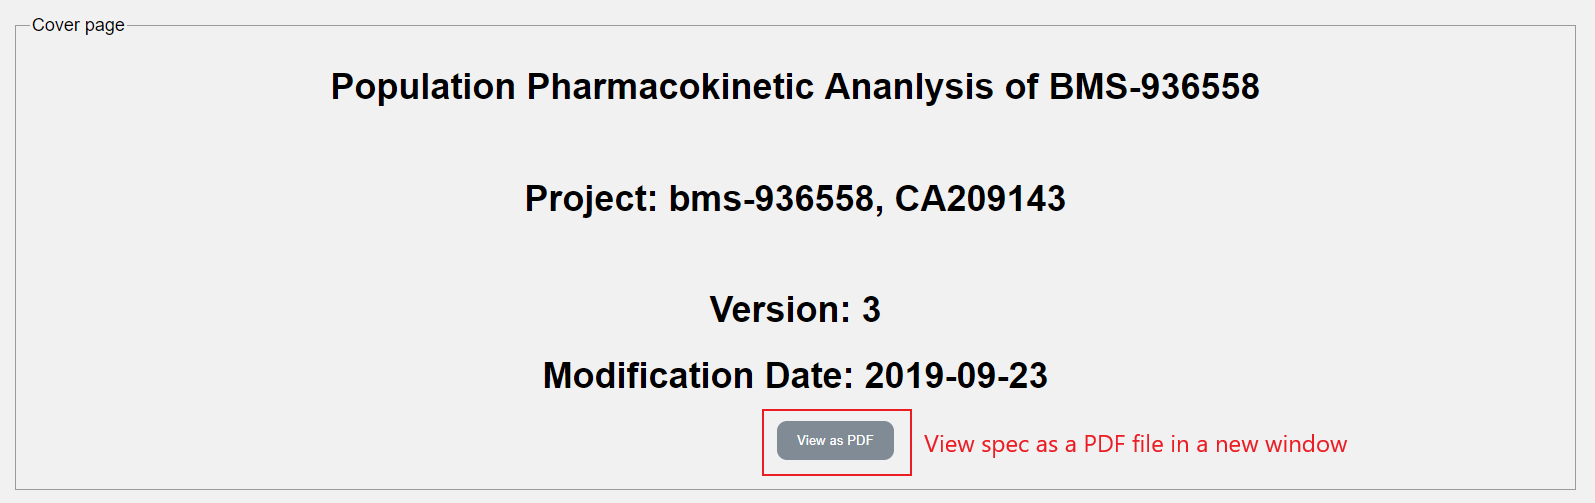 Cover page
Population Pharmacokinetic Ananlysis of BMS-936558
Project: bms-936558, CA209143
Version: 3
Modification Date: 2019-09-23
View as PDF
View spec as a PDF file in a new window